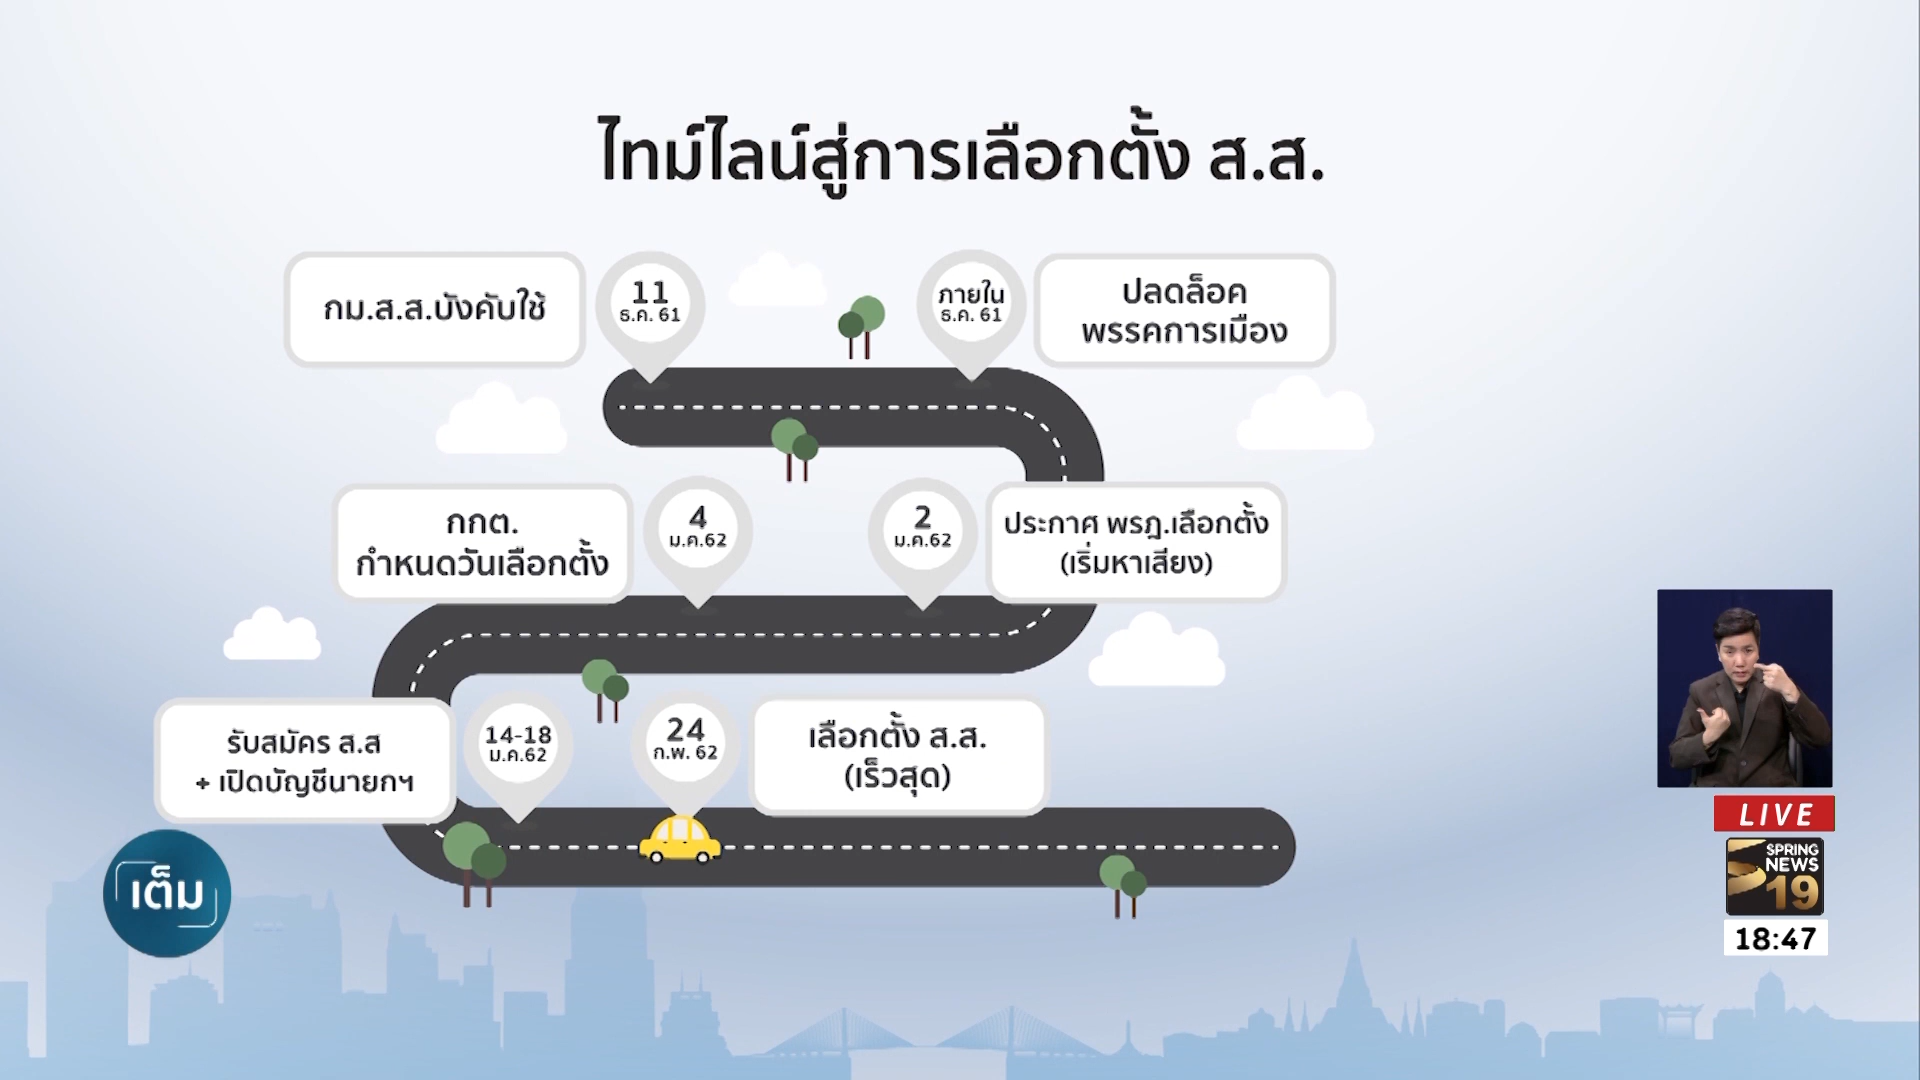 ไทม์ไลน์สู่การเลือกตั้ง ส.ส.
กม.ส.ส.บังคับใช้
11
ธ.ค. 61
ภายใน
ธ.ค. 61
ปลดล็อค
พรรคการเมือง
กกต.
กำหนดวันเลือกตั้ง
4
ม.ค.62
2
ม.ค.62
ประกาศ พรฎ.เลือกตั้ง
(เริ่มหาเสียง)
รับสมัคร ส.ส
+ เปิดบัญชีนายกฯ
14-18
ม.ค.62
24
ก.พ. 62
เลือกตั้ง ส.ส.
(เร็วสุด)
เต็ม
LIVE
SPRING
NEWS
19
18:47